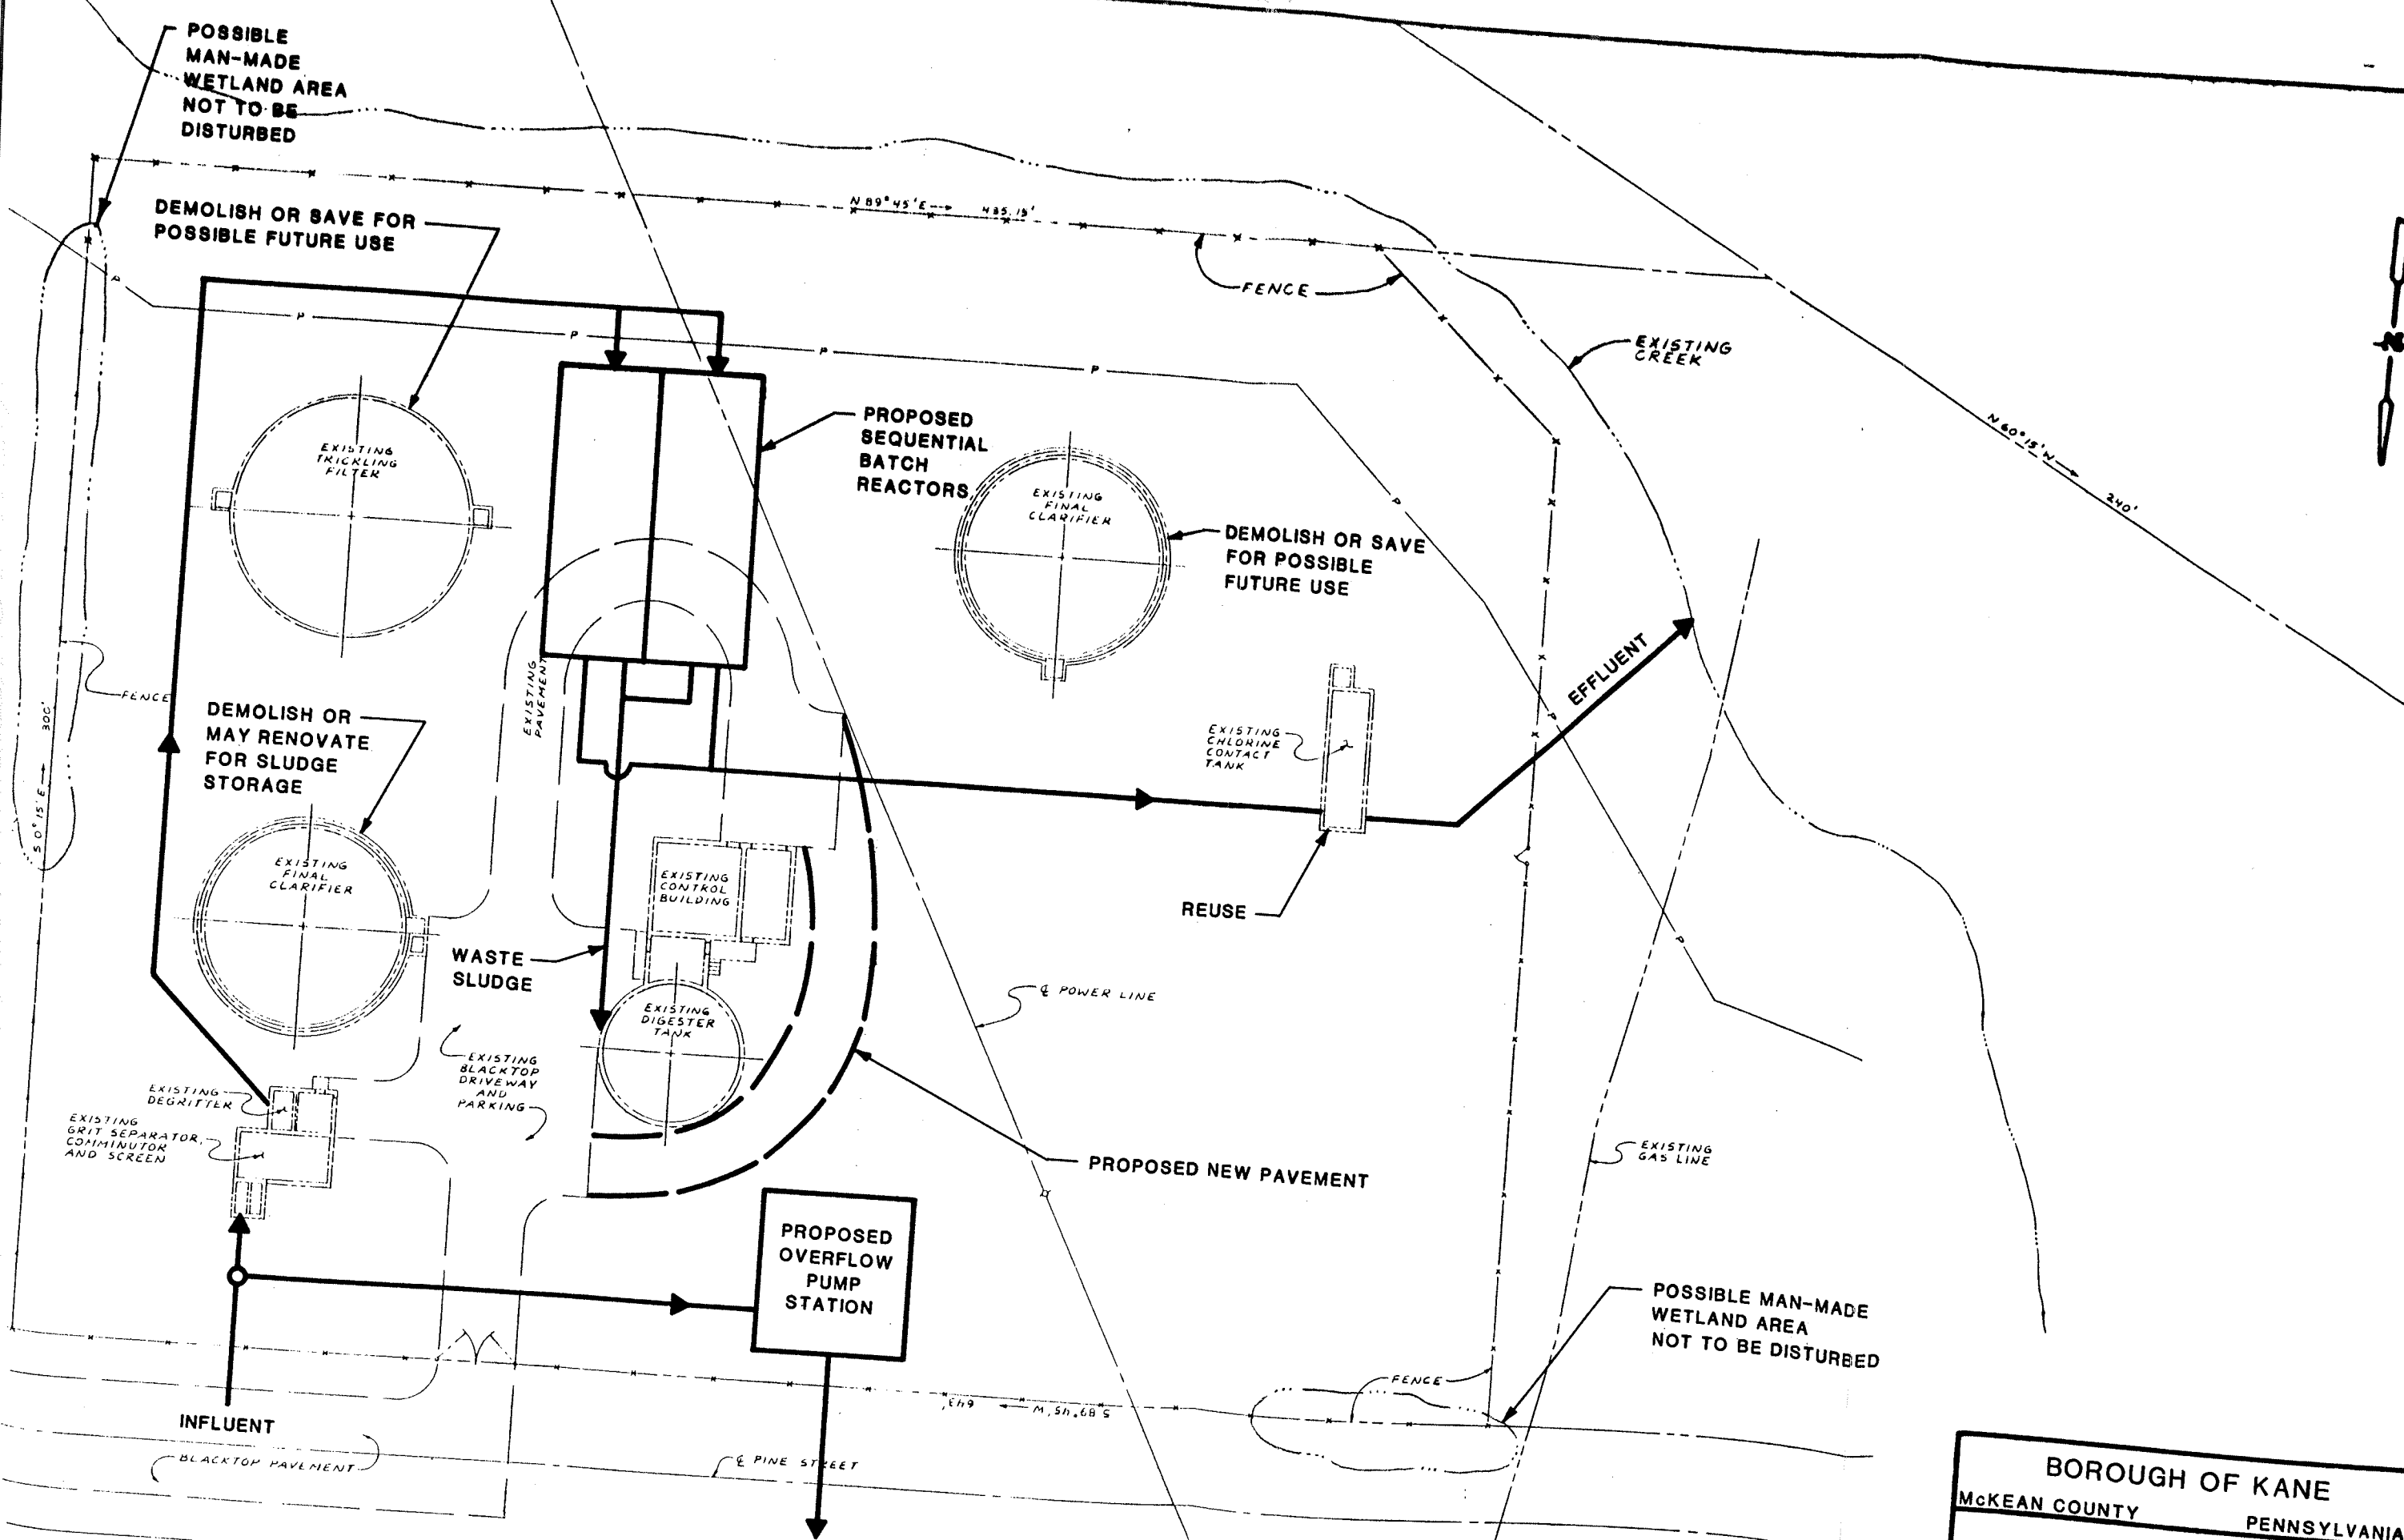 POSSIBLE
MAN-MADE
WETLAND AREA
NOT TO BE
DISTURBED
DEMOLISH OR SAVE FOR
POSSIBLE FUTURE USE
N 89° 45' E
435.15'
FENCE
EXISTING
CREEK
N 60° 15' W
240'
P
P
P
P
P
P
P
P
EXISTING
TRICKLING
FILTER
PROPOSED
SEQUENTIAL
BATCH
REACTORS
EXISTING
FINAL
CLARIFIER
DEMOLISH OR SAVE
FOR POSSIBLE
FUTURE USE
EFFLUENT
FENCE
EXISTING
PAVEMENT
300'
S 0° 15' E
DEMOLISH OR
MAY RENOVATE
FOR SLUDGE
STORAGE
EXISTING
CHLORINE
CONTACT
TANK
EXISTING
FINAL
CLARIFIER
EXISTING
CONTROL
BUILDING
REUSE
WASTE
SLUDGE
EXISTING
DIGESTER
TANK
℄ POWER LINE
EXISTING
BLACKTOP
DRIVEWAY
AND
PARKING
EXISTING
DEGRITTER
EXISTING
GRIT SEPARATOR,
COMMINUTOR
AND SCREEN
PROPOSED NEW PAVEMENT
EXISTING
GAS LINE
PROPOSED
OVERFLOW
PUMP
STATION
POSSIBLE MAN-MADE
WETLAND AREA
NOT TO BE DISTURBED
FENCE
S 89° 45' W
643'
INFLUENT
BLACKTOP PAVEMENT
℄ PINE STREET
BOROUGH OF KANE
McKEAN COUNTY
PENNSYLVANIA